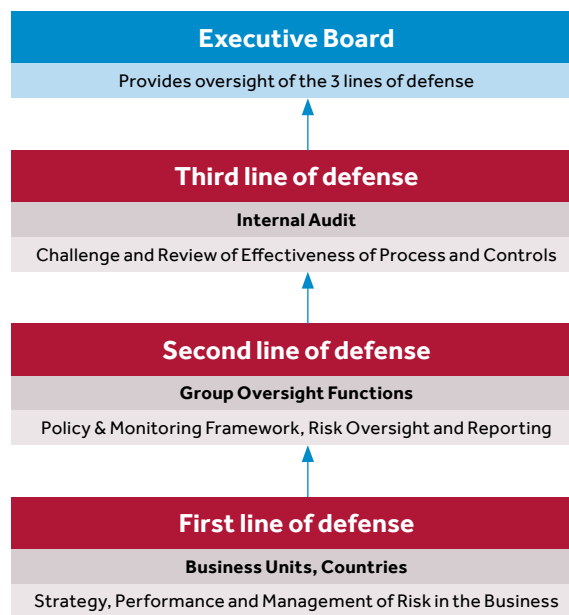 Executive Board
Provides oversight of the 3 lines of defense
Third line of defense
Internal Audit
Challenge and Review of Effectiveness of Process and Controls
Second line of defense
Group Oversight Functions
Policy & Monitoring Framework, Risk Oversight and Reporting
First line of defense
Business Units, Countries
Strategy, Performance and Management of Risk in the Business